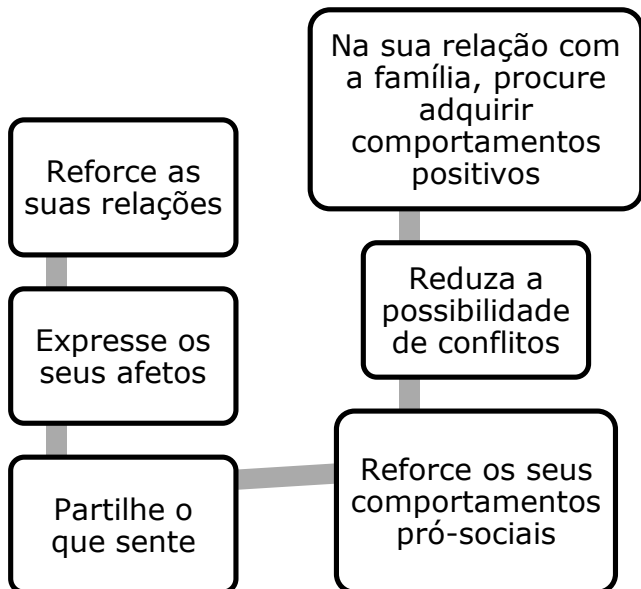 Reforce as
suas relações
Expresse os
seus afetos
Partilhe o
que sente
Reforce os seus
comportamentos
pró-sociais
Reduza a
possibilidade
de conflitos
Na sua relação com
a família, procure
adquirir
comportamentos
positivos